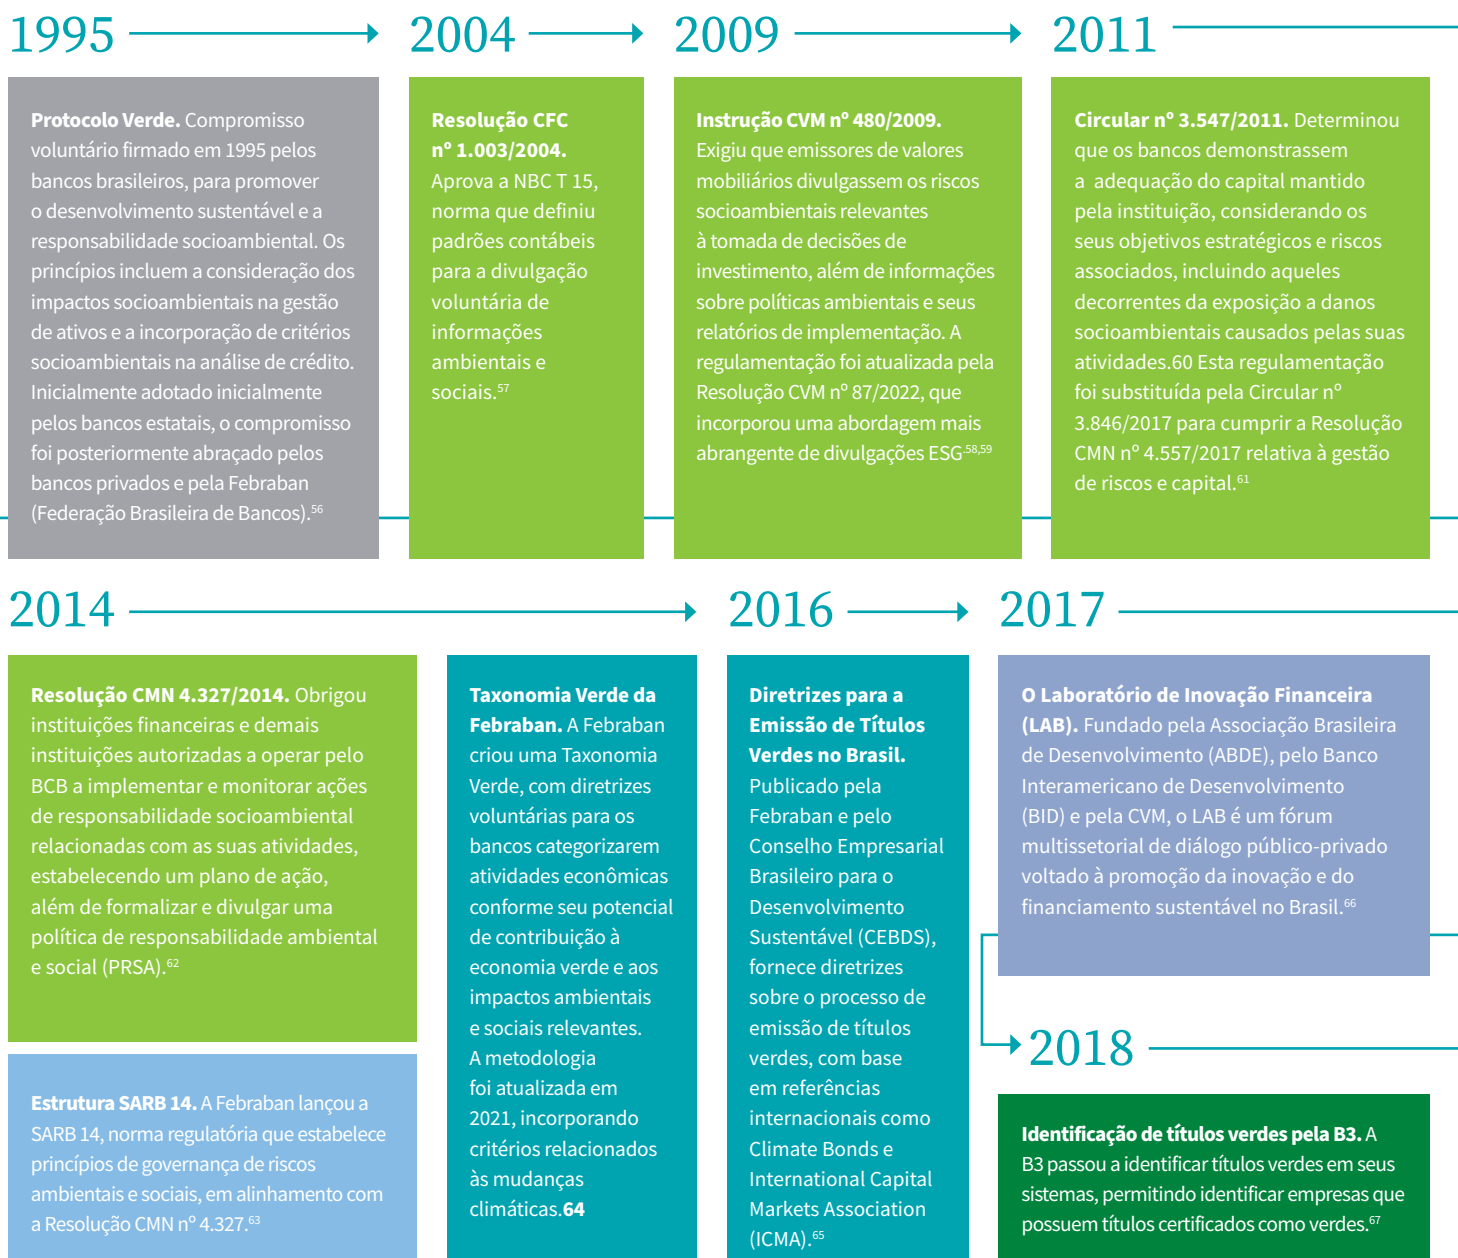 1995
Protocolo Verde. Compromisso
voluntário firmado em 1995 pelos
bancos brasileiros, para promover
o desenvolvimento sustentável e a
responsabilidade socioambiental. Os
princípios incluem a consideração dos
impactos socioambientais na gestão
de ativos e a incorporação de critérios
socioambientais na análise de crédito.
Inicialmente adotado inicialmente
pelos bancos estatais, o compromisso
foi posteriormente abraçado pelos
bancos privados e pela Febraban
(Federação Brasileira de Bancos).56
2004
Resolução CFC
nº 1.003/2004.
Aprova a NBC T 15,
norma que definiu
padrões contábeis
para a divulgação
voluntária de
informações
ambientais e
sociais.57
2009
Instrução CVM nº 480/2009.
Exigiu que emissores de valores
mobiliários divulgassem os riscos
socioambientais relevantes
à tomada de decisões de
investimento, além de informações
sobre políticas ambientais e seus
relatórios de implementação. A
regulamentação foi atualizada pela
Resolução CVM nº 87/2022, que
incorporou uma abordagem mais
abrangente de divulgações ESG.58,59
2011
Circular nº 3.547/2011. Determinou
que os bancos demonstrassem
a adequação do capital mantido
pela instituição, considerando os
seus objetivos estratégicos e riscos
associados, incluindo aqueles
decorrentes da exposição a danos
socioambientais causados pelas suas
atividades.60 Esta regulamentação
foi substituída pela Circular nº
3.846/2017 para cumprir a Resolução
CMN nº 4.557/2017 relativa à gestão
de riscos e capital.61
2014
Resolução CMN 4.327/2014. Obrigou
instituições financeiras e demais
instituições autorizadas a operar pelo
BCB a implementar e monitorar ações
de responsabilidade socioambiental
relacionadas com as suas atividades,
estabelecendo um plano de ação,
além de formalizar e divulgar uma
política de responsabilidade ambiental
e social (PRSA).62
Estrutura SARB 14. A Febraban lançou a
SARB 14, norma regulatória que estabelece
princípios de governança de riscos
ambientais e sociais, em alinhamento com
a Resolução CMN nº 4.327.63
Taxonomia Verde da
Febraban. A Febraban
criou uma Taxonomia
Verde, com diretrizes
voluntárias para os
bancos categorizarem
atividades econômicas
conforme seu potencial
de contribuição à
economia verde e aos
impactos ambientais
e sociais relevantes.
A metodologia
foi atualizada em
2021, incorporando
critérios relacionados
às mudanças
climáticas.64
2016
Diretrizes para a
Emissão de Títulos
Verdes no Brasil.
Publicado pela
Febraban e pelo
Conselho Empresarial
Brasileiro para o
Desenvolvimento
Sustentável (CEBDS),
fornece diretrizes
sobre o processo de
emissão de títulos
verdes, com base
em referências
internacionais como
Climate Bonds e
International Capital
Markets Association
(ICMA).65
2017
O Laboratório de Inovação Financeira
(LAB). Fundado pela Associação Brasileira
de Desenvolvimento (ABDE), pelo Banco
Interamericano de Desenvolvimento
(BID) e pela CVM, o LAB é um fórum
multissetorial de diálogo público-privado
voltado à promoção da inovação e do
financiamento sustentável no Brasil.66
2018
Identificação de títulos verdes pela B3. A
B3 passou a identificar títulos verdes em seus
sistemas, permitindo identificar empresas que
possuem títulos certificados como verdes.67